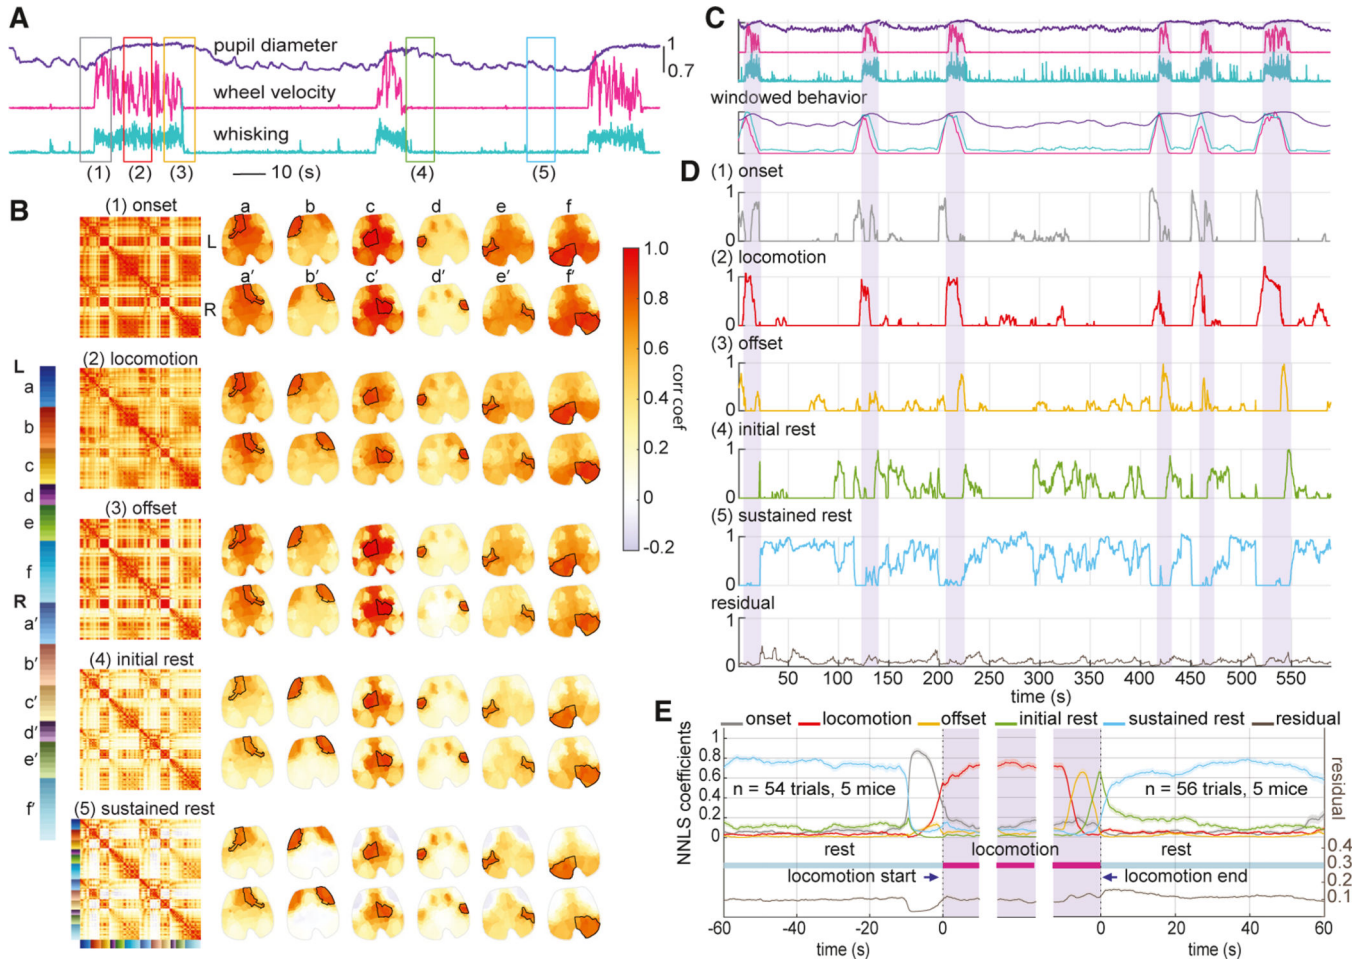 A
pupil diameter
1
0.7
wheel velocity
whisking
(1) (2) (3) 10 (s) (4) (5)
B
(1) onset
a b c d e f
L
a′ b′ c′ d′ e′ f′
R
1.0
0.8
0.6
0.4
0.2
0
-0.2
corr coef
(2) locomotion
(3) offset
(4) initial rest
(5) sustained rest
L
a
b
c
d
e
f
R
a′
b′
c′
d′
e′
f′
C
windowed behavior
D
(1) onset
1
0
(2) locomotion
1
0
(3) offset
1
0
(4) initial rest
1
0
(5) sustained rest
1
0
residual
1
0
50 100 150 200 250 300 350 400 450 500 550
time (s)
E
onset locomotion offset initial rest sustained rest residual
NNLS coefficients
1
0.8
0.6
0.4
0.2
0
n = 54 trials, 5 mice
n = 56 trials, 5 mice
residual
0.4
0.3
0.2
0.1
rest locomotion rest
locomotion start
locomotion end
-60 -40 -20 0 0 20 40 60
time (s) time (s)